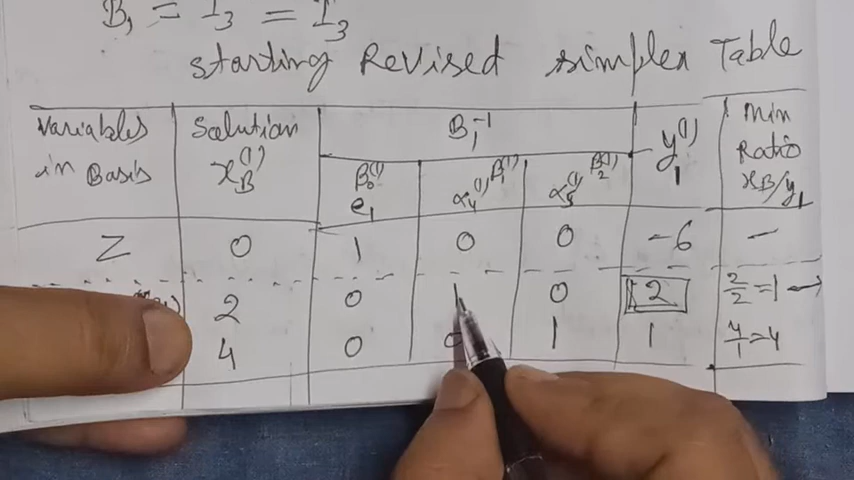 B₁ = I₃ = I₃
starting Revised simplex Table
Variables in Basis | Solution x_B^(1) | B₁⁻¹ | y₁^(1) | Min Ratio x_B/y₁
β₀^(1) e₁ | α₄^(1) β₁^(1) | α₅^(1) β₂^(1)
Z | 0 | 1 | 0 | 0 | -6 | —
2 | 0 | 1 | 0 | 2 | 2/2 = 1 →
4 | 0 | 0 | 1 | 1 | 4/1 = 4